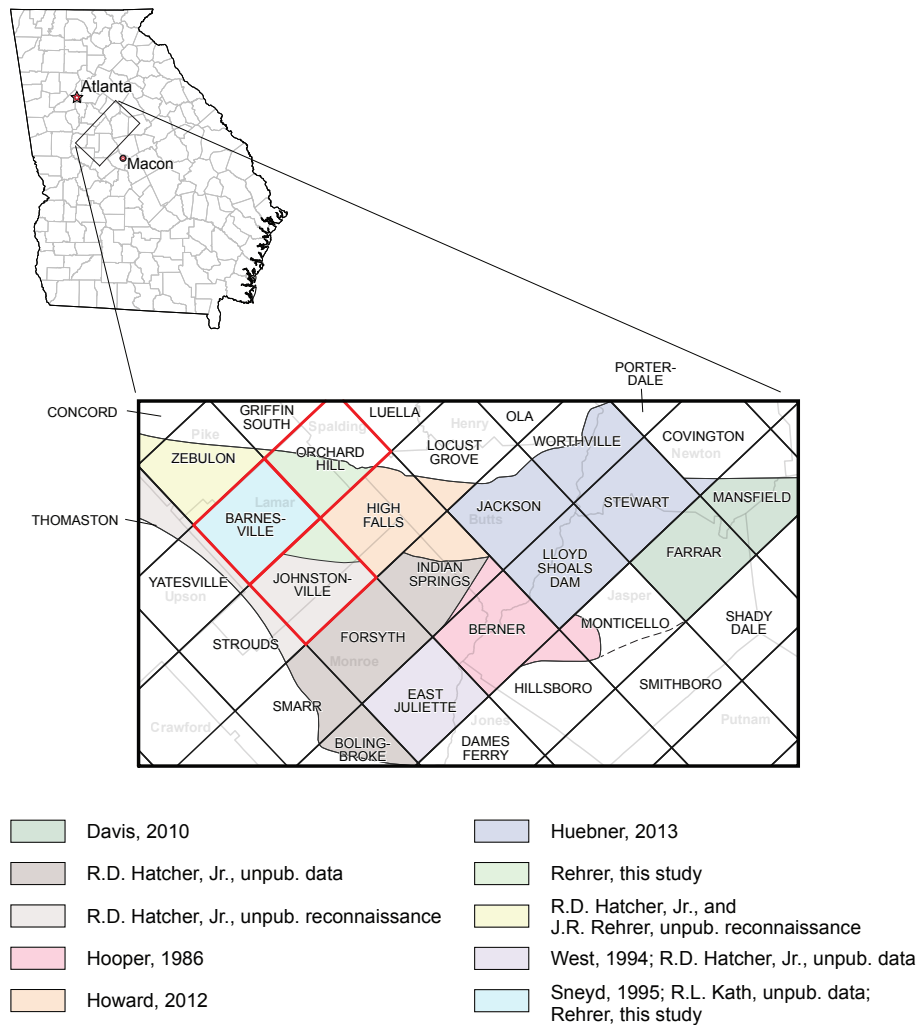 Atlanta
Macon
PORTER-
DALE
CONCORD
GRIFFIN
SOUTH
LUELLA
OLA
Spalding
Henry
Pike
WORTHVILLE
COVINGTON
Newton
ZEBULON
ORCHARD
HILL
LOCUST
GROVE
MANSFIELD
STEWART
Lamar
HIGH
FALLS
JACKSON
Butts
THOMASTON
BARNES-
VILLE
FARRAR
LLOYD
SHOALS
DAM
INDIAN
SPRINGS
YATESVILLE
Upson
JOHNSTON-
VILLE
Jasper
MONTICELLO
SHADY
DALE
BERNER
FORSYTH
STROUDS
Monroe
SMITHBORO
HILLSBORO
EAST
JULIETTE
SMARR
Jones
Putnam
Crawford
BOLING-
BROKE
DAMES
FERRY
Davis, 2010
R.D. Hatcher, Jr., unpub. data
R.D. Hatcher, Jr., unpub. reconnaissance
Hooper, 1986
Howard, 2012
Huebner, 2013
Rehrer, this study
R.D. Hatcher, Jr., and
J.R. Rehrer, unpub. reconnaissance
West, 1994; R.D. Hatcher, Jr., unpub. data
Sneyd, 1995; R.L. Kath, unpub. data;
Rehrer, this study